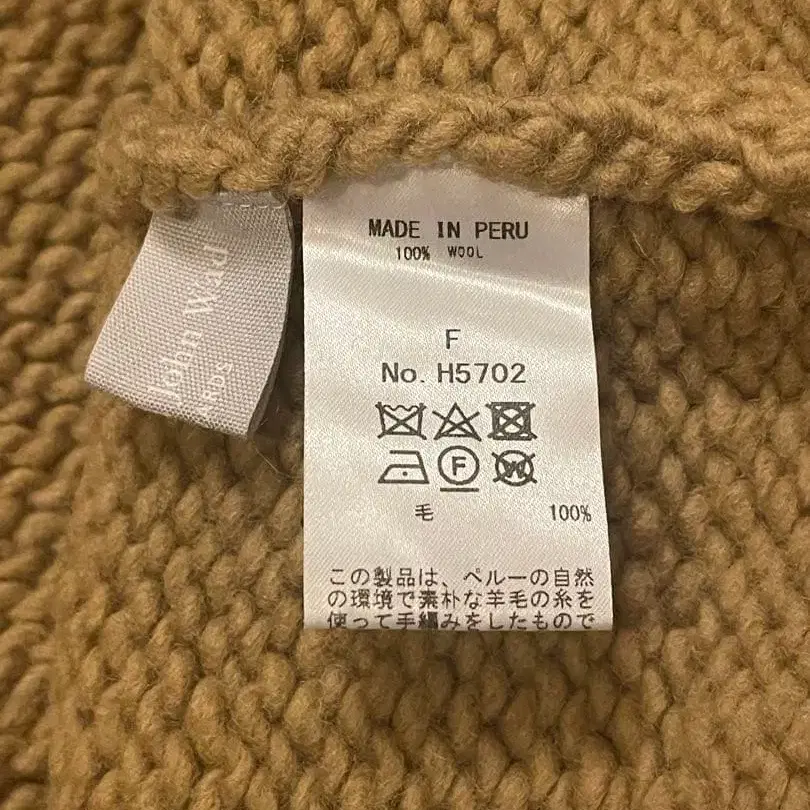 MADE IN PERU
100% WOOL
F
No. H5702
F
W
毛 100%
この製品は、ペルーの自然
の環境で素朴な羊毛の糸を
使って手編みをしたもので